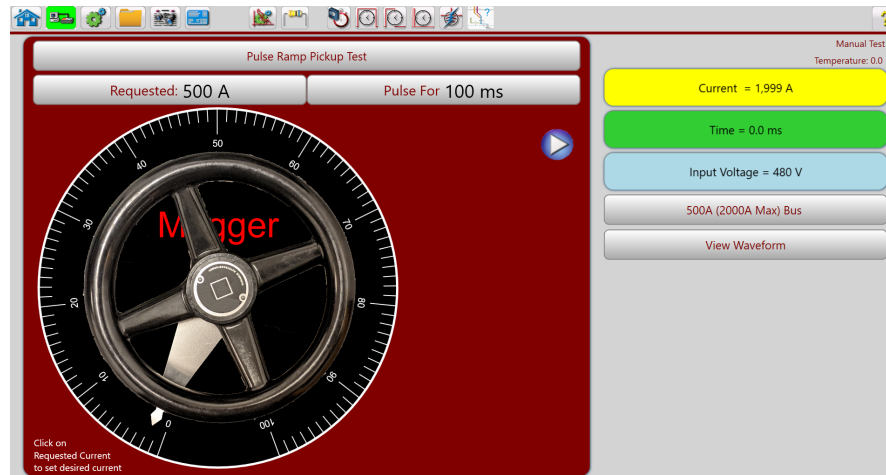 Manual Test
Temperature: 0.0
Pulse Ramp Pickup Test
Requested: 500 A
Pulse For 100 ms
Current = 1,999 A
Time = 0.0 ms
Input Voltage = 480 V
500A (2000A Max) Bus
View Waveform
50
40
60
30
70
Megger
20
80
10
90
0
100
Click on
Requested Current
to set desired current